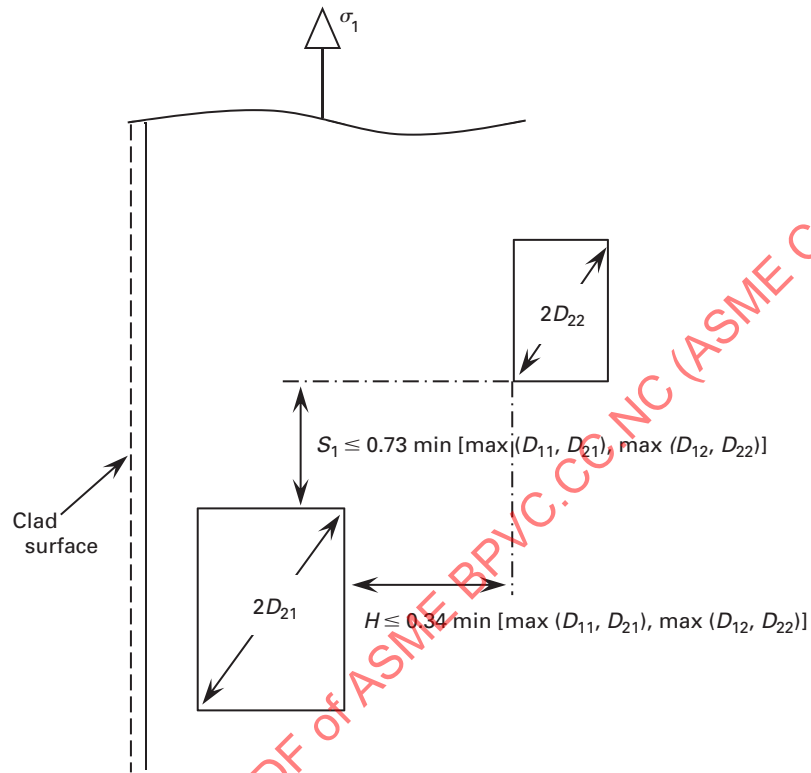 σ₁
2D₂₂
S₁ ≤ 0.73 min [max (D₁₁, D₂₁), max (D₁₂, D₂₂)]
Clad
surface
2D₂₁
H ≤ 0.34 min [max (D₁₁, D₂₁), max (D₁₂, D₂₂)]
DF of ASME BPVC.CC.NC (ASME C